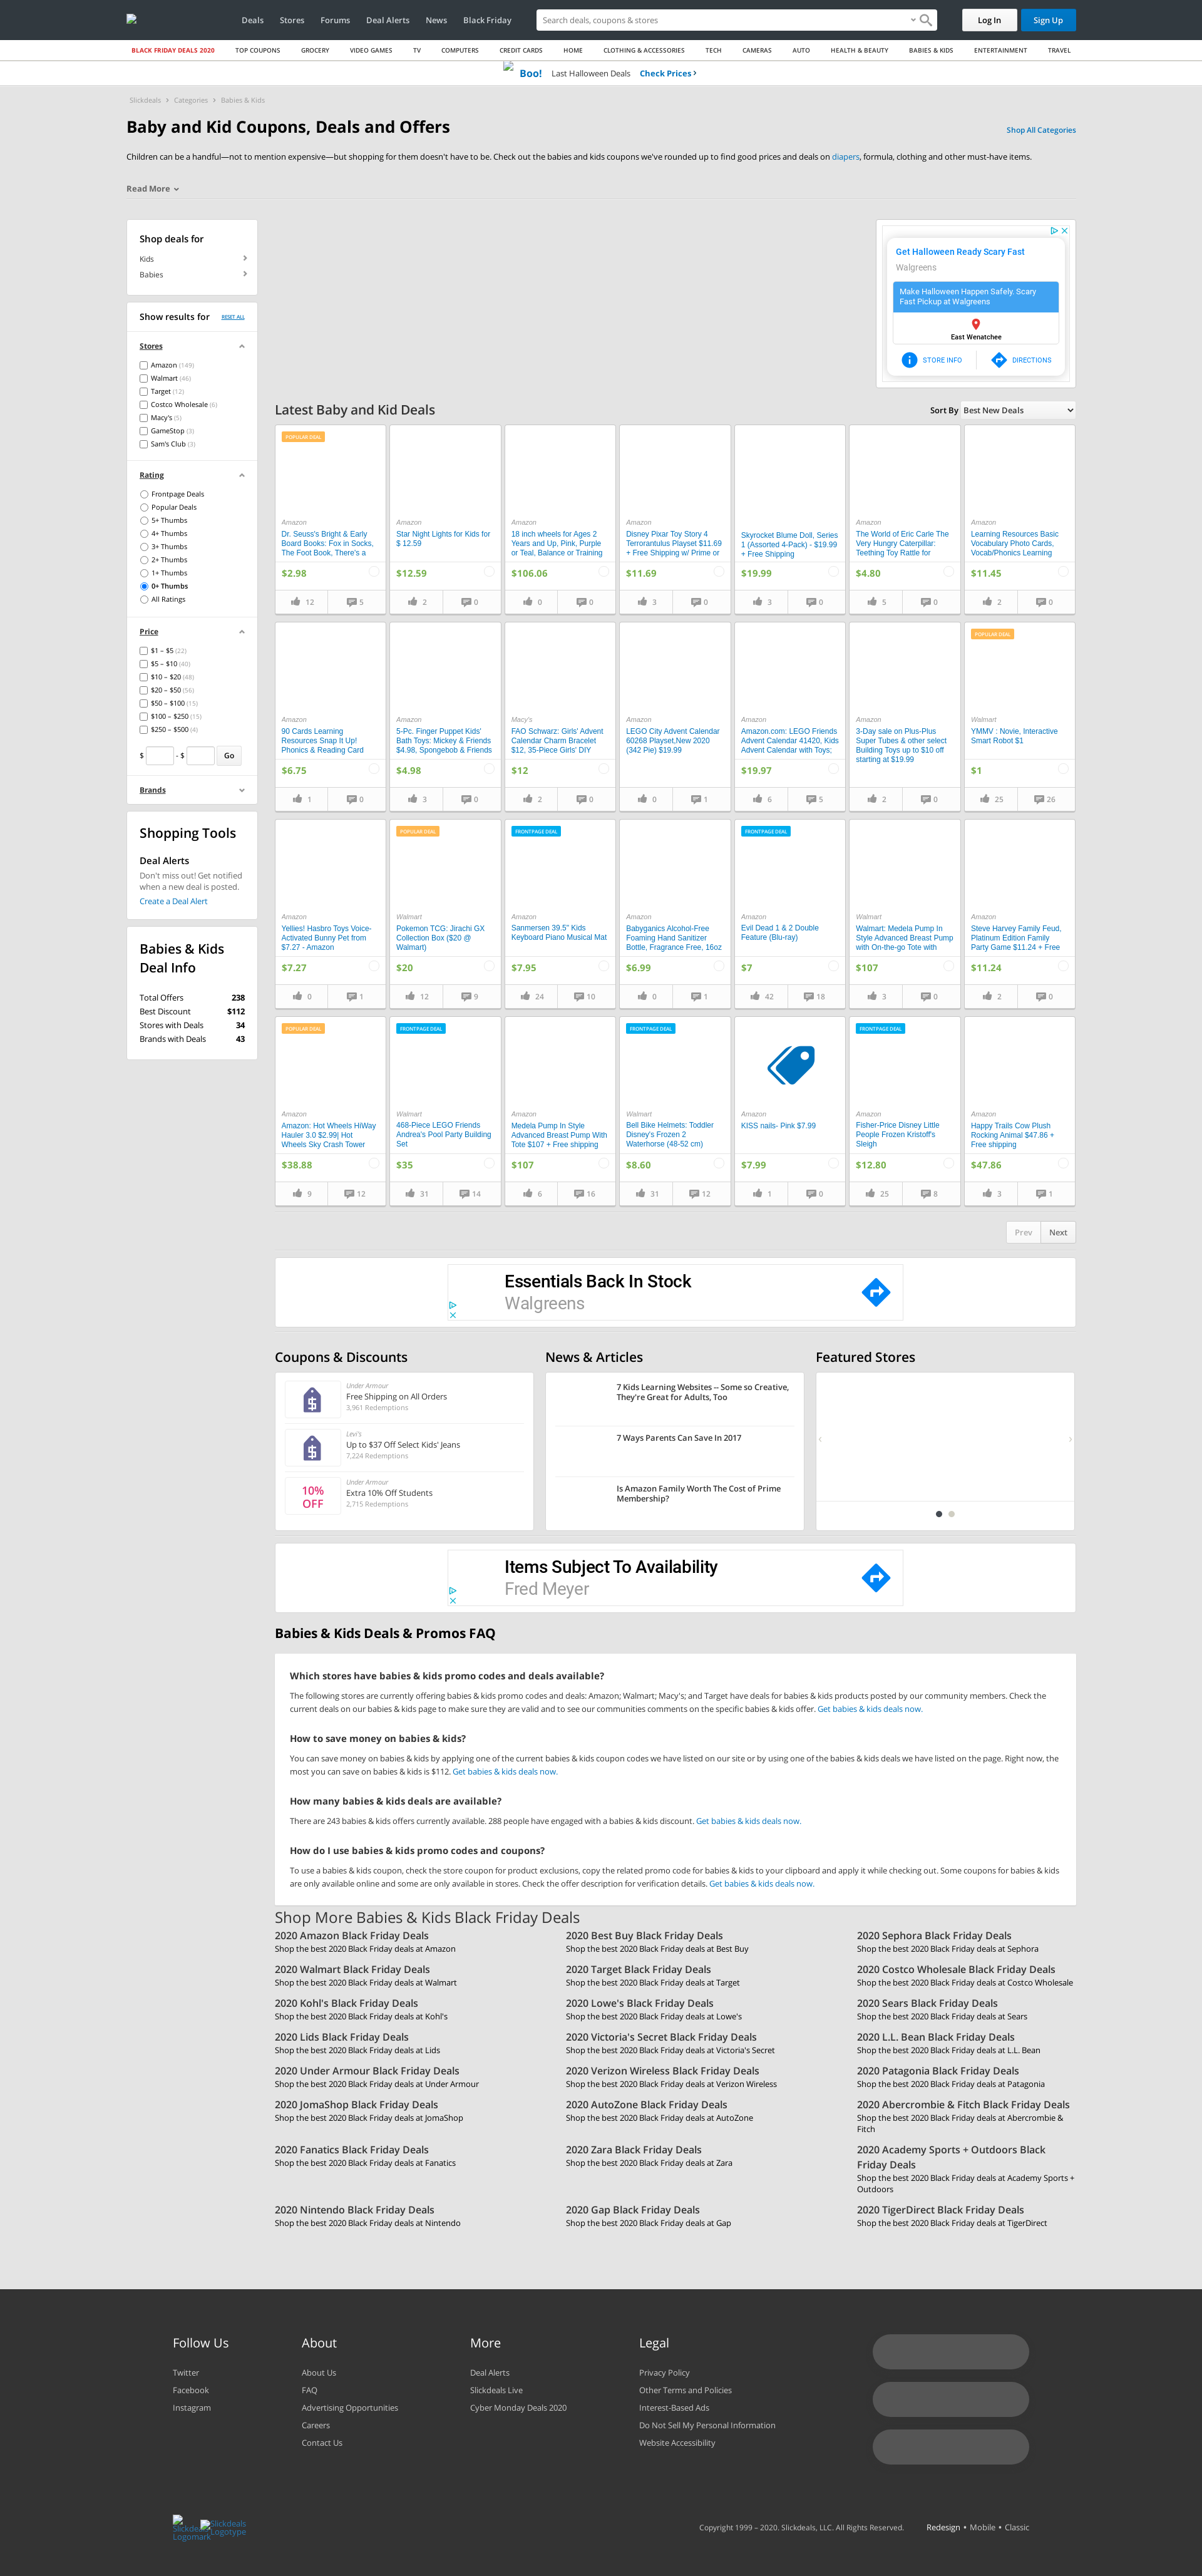 Deals Stores Forums Deal Alerts News Black Friday Search deals, coupons & stores Log In Sign Up
BLACK FRIDAY DEALS 2020 TOP COUPONS GROCERY VIDEO GAMES TV COMPUTERS CREDIT CARDS HOME CLOTHING & ACCESSORIES TECH CAMERAS AUTO HEALTH & BEAUTY BABIES & KIDS ENTERTAINMENT TRAVEL
Boo! Last Halloween Deals Check Prices
Slickdeals Categories Babies & Kids
Baby and Kid Coupons, Deals and Offers
Shop All Categories
Children can be a handful—not to mention expensive—but shopping for them doesn't have to be. Check out the babies and kids coupons we've rounded up to find good prices and deals on diapers, formula, clothing and other must-have items.
Read More
Shop deals for
Kids
Babies
Show results for RESET ALL
Stores
Amazon (149)
Walmart (46)
Target (12)
Costco Wholesale (6)
Macy's (5)
GameStop (3)
Sam's Club (3)
Rating
Frontpage Deals
Popular Deals
5+ Thumbs
4+ Thumbs
3+ Thumbs
2+ Thumbs
1+ Thumbs
0+ Thumbs
All Ratings
Price
$1 – $5 (22)
$5 – $10 (40)
$10 – $20 (48)
$20 – $50 (56)
$50 – $100 (15)
$100 – $250 (15)
$250 – $500 (4)
$ - $ Go
Brands
Shopping Tools
Deal Alerts
Don't miss out! Get notified
when a new deal is posted.
Create a Deal Alert
Babies & Kids
Deal Info
Total Offers 238
Best Discount $112
Stores with Deals 34
Brands with Deals 43
Get Halloween Ready Scary Fast
Walgreens
Make Halloween Happen Safely. Scary
Fast Pickup at Walgreens
East Wenatchee
STORE INFO DIRECTIONS
Latest Baby and Kid Deals
Sort By Best New Deals
POPULAR DEAL
Amazon
Dr. Seuss's Bright & Early
Board Books: Fox in Socks,
The Foot Book, There's a
$2.98
12 5
Amazon
Star Night Lights for Kids for
$ 12.59
$12.59
2 0
Amazon
18 inch wheels for Ages 2
Years and Up, Pink, Purple
or Teal, Balance or Training
$106.06
0 0
Amazon
Disney Pixar Toy Story 4
Terrorantulus Playset $11.69
+ Free Shipping w/ Prime or
$11.69
3 0
Amazon
Skyrocket Blume Doll, Series
1 (Assorted 4-Pack) - $19.99
+ Free Shipping
$19.99
3 0
Amazon
The World of Eric Carle The
Very Hungry Caterpillar:
Teething Toy Rattle for
$4.80
5 0
Amazon
Learning Resources Basic
Vocabulary Photo Cards,
Vocab/Phonics Learning
$11.45
2 0
Amazon
90 Cards Learning
Resources Snap It Up!
Phonics & Reading Card
$6.75
1 0
Amazon
5-Pc. Finger Puppet Kids'
Bath Toys: Mickey & Friends
$4.98, Spongebob & Friends
$4.98
3 0
Macy's
FAO Schwarz: Girls' Advent
Calendar Charm Bracelet
$12, 35-Piece Girls' DIY
$12
2 0
Amazon
LEGO City Advent Calendar
60268 Playset,New 2020
(342 Pie) $19.99
0 1
Amazon
Amazon.com: LEGO Friends
Advent Calendar 41420, Kids
Advent Calendar with Toys;
$19.97
6 5
Amazon
3-Day sale on Plus-Plus
Super Tubes & other select
Building Toys up to $10 off
starting at $19.99
2 0
POPULAR DEAL
Walmart
YMMV : Novie, Interactive
Smart Robot $1
$1
25 26
Amazon
Yellies! Hasbro Toys Voice-
Activated Bunny Pet from
$7.27 - Amazon
$7.27
0 1
POPULAR DEAL
Walmart
Pokemon TCG: Jirachi GX
Collection Box ($20 @
Walmart)
$20
12 9
FRONTPAGE DEAL
Amazon
Sanmersen 39.5" Kids
Keyboard Piano Musical Mat
$7.95
24 10
Amazon
Babyganics Alcohol-Free
Foaming Hand Sanitizer
Bottle, Fragrance Free, 16oz
$6.99
0 1
FRONTPAGE DEAL
Amazon
Evil Dead 1 & 2 Double
Feature (Blu-ray)
$7
42 18
Walmart
Walmart: Medela Pump In
Style Advanced Breast Pump
with On-the-go Tote with
$107
3 0
Amazon
Steve Harvey Family Feud,
Platinum Edition Family
Party Game $11.24 + Free
$11.24
2 0
POPULAR DEAL
Amazon
Amazon: Hot Wheels HiWay
Hauler 3.0 $2.99| Hot
Wheels Sky Crash Tower
$38.88
9 12
FRONTPAGE DEAL
Walmart
468-Piece LEGO Friends
Andrea's Pool Party Building
Set
$35
31 14
Amazon
Medela Pump In Style
Advanced Breast Pump With
Tote $107 + Free shipping
$107
6 16
FRONTPAGE DEAL
Walmart
Bell Bike Helmets: Toddler
Disney's Frozen 2
Waterhorse (48-52 cm)
$8.60
31 12
Amazon
KISS nails- Pink $7.99
$7.99
1 0
FRONTPAGE DEAL
Amazon
Fisher-Price Disney Little
People Frozen Kristoff's
Sleigh
$12.80
25 8
Amazon
Happy Trails Cow Plush
Rocking Animal $47.86 +
Free shipping
$47.86
3 1
Prev Next
Essentials Back In Stock
Walgreens
Coupons & Discounts
Under Armour
Free Shipping on All Orders
3,961 Redemptions
Levi's
Up to $37 Off Select Kids' Jeans
7,224 Redemptions
10%
OFF
Under Armour
Extra 10% Off Students
2,715 Redemptions
News & Articles
7 Kids Learning Websites -- Some so Creative,
They're Great for Adults, Too
7 Ways Parents Can Save In 2017
Is Amazon Family Worth The Cost of Prime
Membership?
Featured Stores
Items Subject To Availability
Fred Meyer
Babies & Kids Deals & Promos FAQ
Which stores have babies & kids promo codes and deals available?
The following stores are currently offering babies & kids promo codes and deals: Amazon; Walmart; Macy's; and Target have deals for babies & kids products posted by our community members. Check the
current deals on our babies & kids page to make sure they are valid and to see our communities comments on the specific babies & kids offer. Get babies & kids deals now.
How to save money on babies & kids?
You can save money on babies & kids by applying one of the current babies & kids coupon codes we have listed on our site or by using one of the babies & kids deals we have listed on the page. Right now, the
most you can save on babies & kids is $112. Get babies & kids deals now.
How many babies & kids deals are available?
There are 243 babies & kids offers currently available. 288 people have engaged with a babies & kids discount. Get babies & kids deals now.
How do I use babies & kids promo codes and coupons?
To use a babies & kids coupon, check the store coupon for product exclusions, copy the related promo code for babies & kids to your clipboard and apply it while checking out. Some coupons for babies & kids
are only available online and some are only available in stores. Check the offer description for verification details. Get babies & kids deals now.
Shop More Babies & Kids Black Friday Deals
2020 Amazon Black Friday Deals
Shop the best 2020 Black Friday deals at Amazon
2020 Best Buy Black Friday Deals
Shop the best 2020 Black Friday deals at Best Buy
2020 Sephora Black Friday Deals
Shop the best 2020 Black Friday deals at Sephora
2020 Walmart Black Friday Deals
Shop the best 2020 Black Friday deals at Walmart
2020 Target Black Friday Deals
Shop the best 2020 Black Friday deals at Target
2020 Costco Wholesale Black Friday Deals
Shop the best 2020 Black Friday deals at Costco Wholesale
2020 Kohl's Black Friday Deals
Shop the best 2020 Black Friday deals at Kohl's
2020 Lowe's Black Friday Deals
Shop the best 2020 Black Friday deals at Lowe's
2020 Sears Black Friday Deals
Shop the best 2020 Black Friday deals at Sears
2020 Lids Black Friday Deals
Shop the best 2020 Black Friday deals at Lids
2020 Victoria's Secret Black Friday Deals
Shop the best 2020 Black Friday deals at Victoria's Secret
2020 L.L. Bean Black Friday Deals
Shop the best 2020 Black Friday deals at L.L. Bean
2020 Under Armour Black Friday Deals
Shop the best 2020 Black Friday deals at Under Armour
2020 Verizon Wireless Black Friday Deals
Shop the best 2020 Black Friday deals at Verizon Wireless
2020 Patagonia Black Friday Deals
Shop the best 2020 Black Friday deals at Patagonia
2020 JomaShop Black Friday Deals
Shop the best 2020 Black Friday deals at JomaShop
2020 AutoZone Black Friday Deals
Shop the best 2020 Black Friday deals at AutoZone
2020 Abercrombie & Fitch Black Friday Deals
Shop the best 2020 Black Friday deals at Abercrombie &
Fitch
2020 Fanatics Black Friday Deals
Shop the best 2020 Black Friday deals at Fanatics
2020 Zara Black Friday Deals
Shop the best 2020 Black Friday deals at Zara
2020 Academy Sports + Outdoors Black
Friday Deals
Shop the best 2020 Black Friday deals at Academy Sports +
Outdoors
2020 Nintendo Black Friday Deals
Shop the best 2020 Black Friday deals at Nintendo
2020 Gap Black Friday Deals
Shop the best 2020 Black Friday deals at Gap
2020 TigerDirect Black Friday Deals
Shop the best 2020 Black Friday deals at TigerDirect
Follow Us
Twitter
Facebook
Instagram
About
About Us
FAQ
Advertising Opportunities
Careers
Contact Us
More
Deal Alerts
Slickdeals Live
Cyber Monday Deals 2020
Legal
Privacy Policy
Other Terms and Policies
Interest-Based Ads
Do Not Sell My Personal Information
Website Accessibility
Slickdeals
Logomark
Slickdeals
Logotype
Copyright 1999 – 2020. Slickdeals, LLC. All Rights Reserved. Redesign • Mobile • Classic